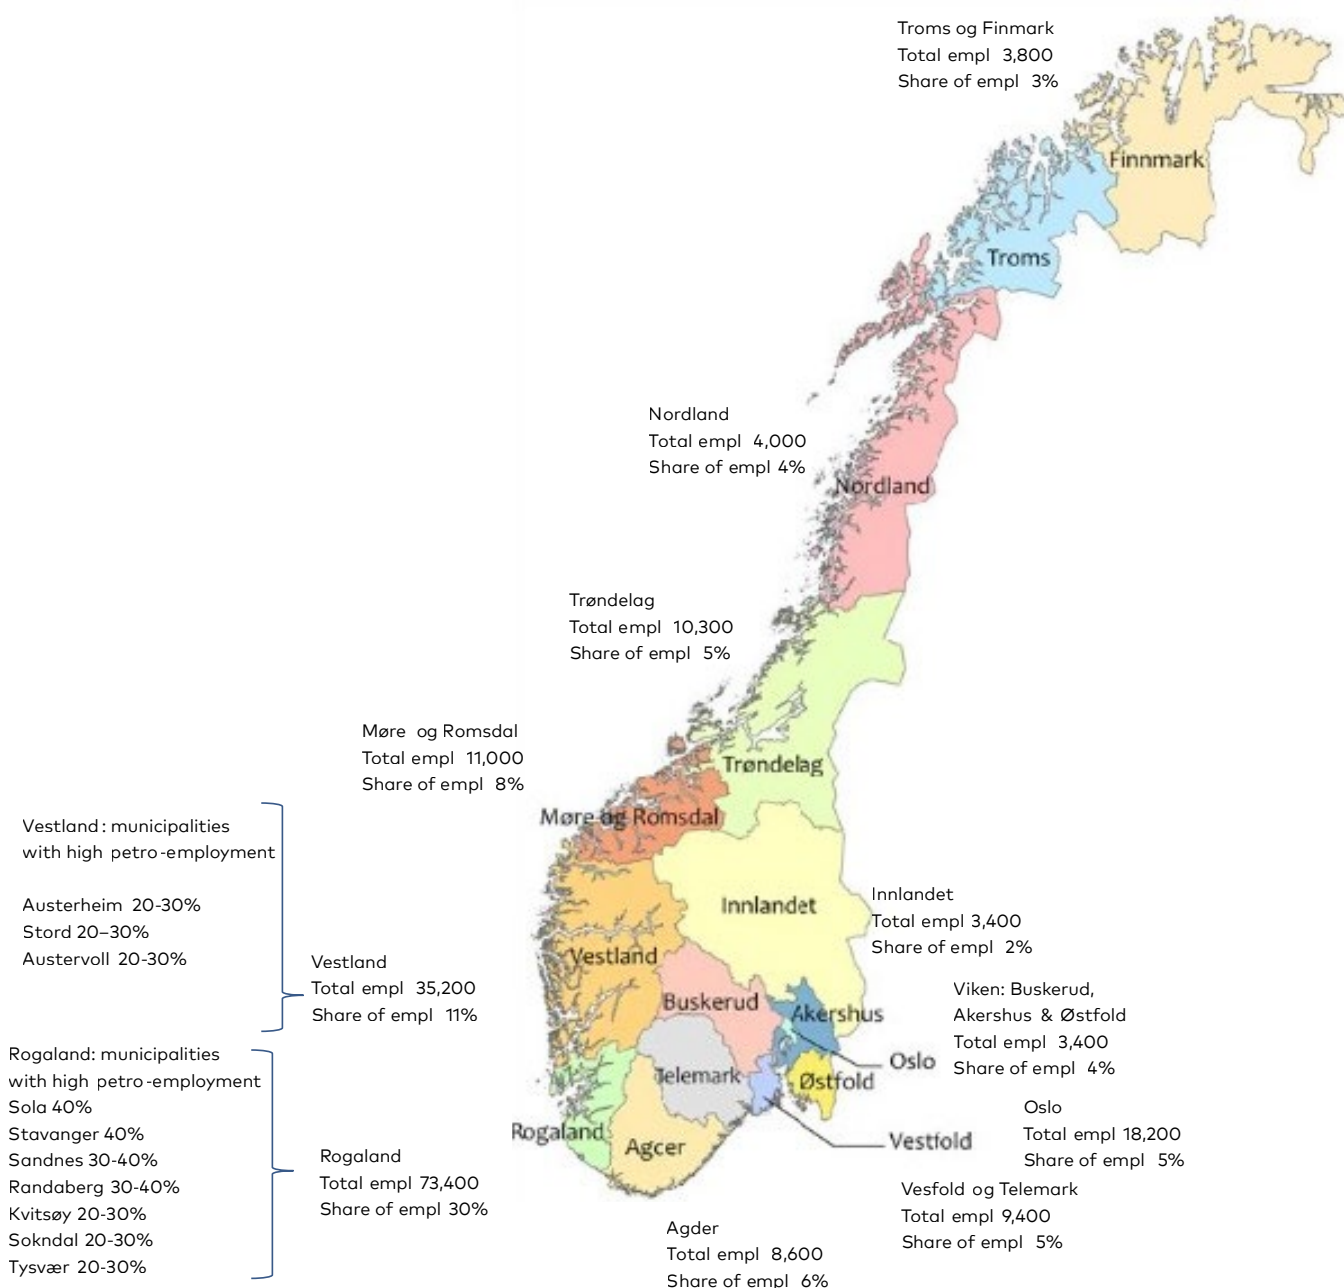 Troms og Finmark
Total empl 3,800
Share of empl 3%
Finnmark
Troms
Nordland
Total empl 4,000
Share of empl 4%
Nordland
Trøndelag
Total empl 10,300
Share of empl 5%
Møre og Romsdal
Total empl 11,000
Share of empl 8%
Trøndelag
Møre og Romsdal
Vestland: municipalities
with high petro-employment
Austerheim 20-30%
Stord 20–30%
Austervoll 20-30%
Vestland
Total empl 35,200
Share of empl 11%
Innlandet
Innlandet
Total empl 3,400
Share of empl 2%
Vestland
Buskerud
Akershus
Viken: Buskerud,
Akershus & Østfold
Total empl 3,400
Share of empl 4%
Oslo
Telemark
Østfold
Rogaland: municipalities
with high petro-employment
Sola 40%
Stavanger 40%
Sandnes 30-40%
Randaberg 30-40%
Kvitsøy 20-30%
Sokndal 20-30%
Tysvær 20-30%
Rogaland
Total empl 73,400
Share of empl 30%
Rogaland
Agcer
Vestfold
Oslo
Total empl 18,200
Share of empl 5%
Vesfold og Telemark
Total empl 9,400
Share of empl 5%
Agder
Total empl 8,600
Share of empl 6%